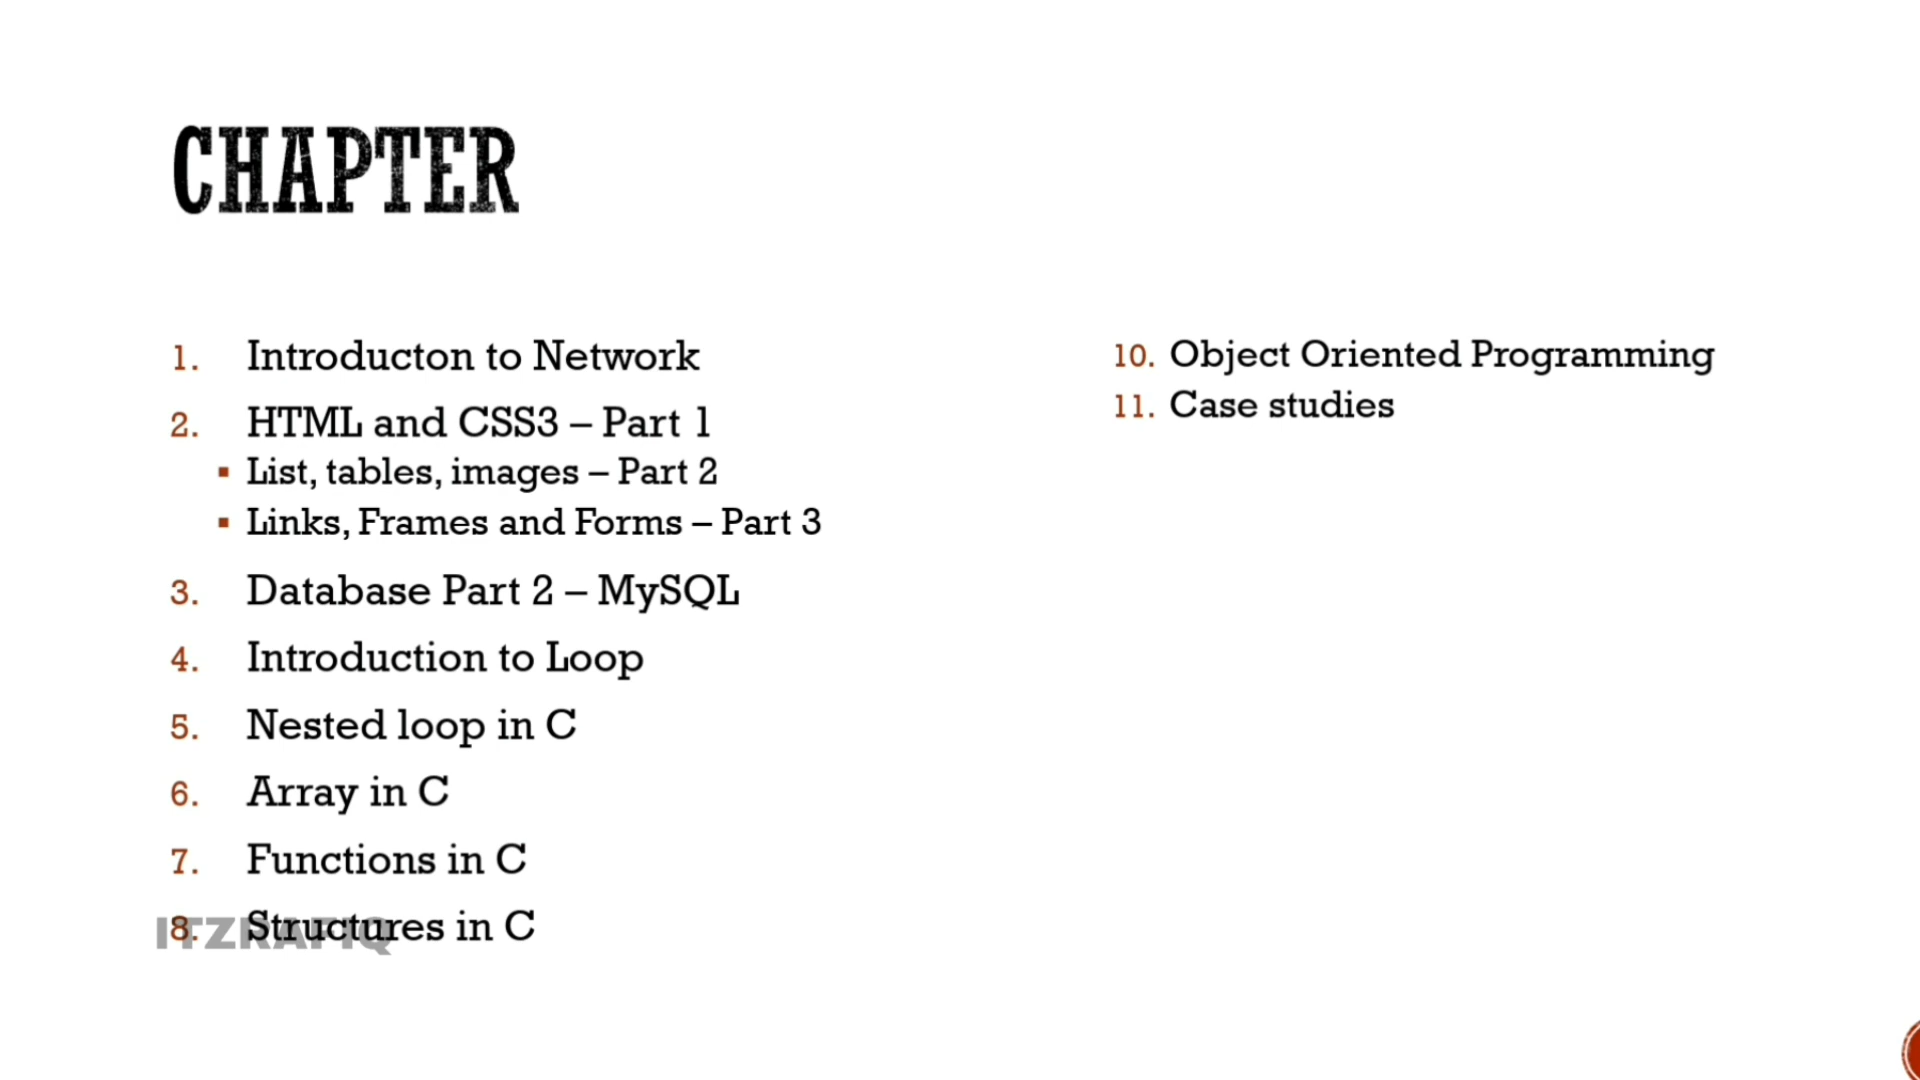 CHAPTER
1. Introducton to Network
2. HTML and CSS3 – Part 1
▪ List, tables, images – Part 2
▪ Links, Frames and Forms – Part 3
3. Database Part 2 – MySQL
4. Introduction to Loop
5. Nested loop in C
6. Array in C
7. Functions in C
8. Structures in C
ITZRAFIQ
10. Object Oriented Programming
11. Case studies